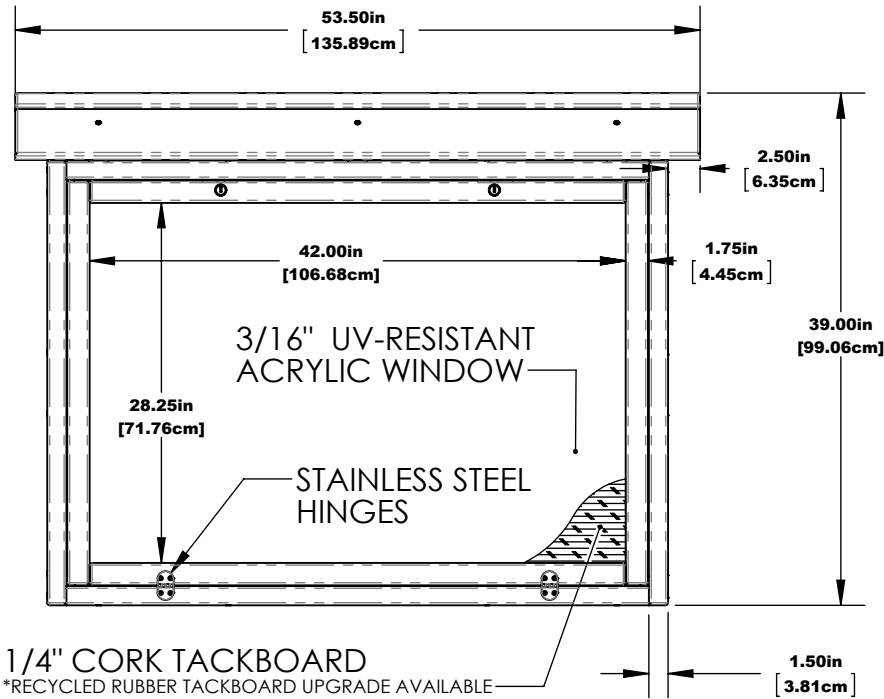 53.50in
[135.89cm]
2.50in
[6.35cm]
42.00in
[106.68cm]
1.75in
[4.45cm]
39.00in
[99.06cm]
3/16" UV-RESISTANT
ACRYLIC WINDOW
28.25in
[71.76cm]
STAINLESS STEEL
HINGES
1/4" CORK TACKBOARD
*RECYCLED RUBBER TACKBOARD UPGRADE AVAILABLE
1.50in
[3.81cm]